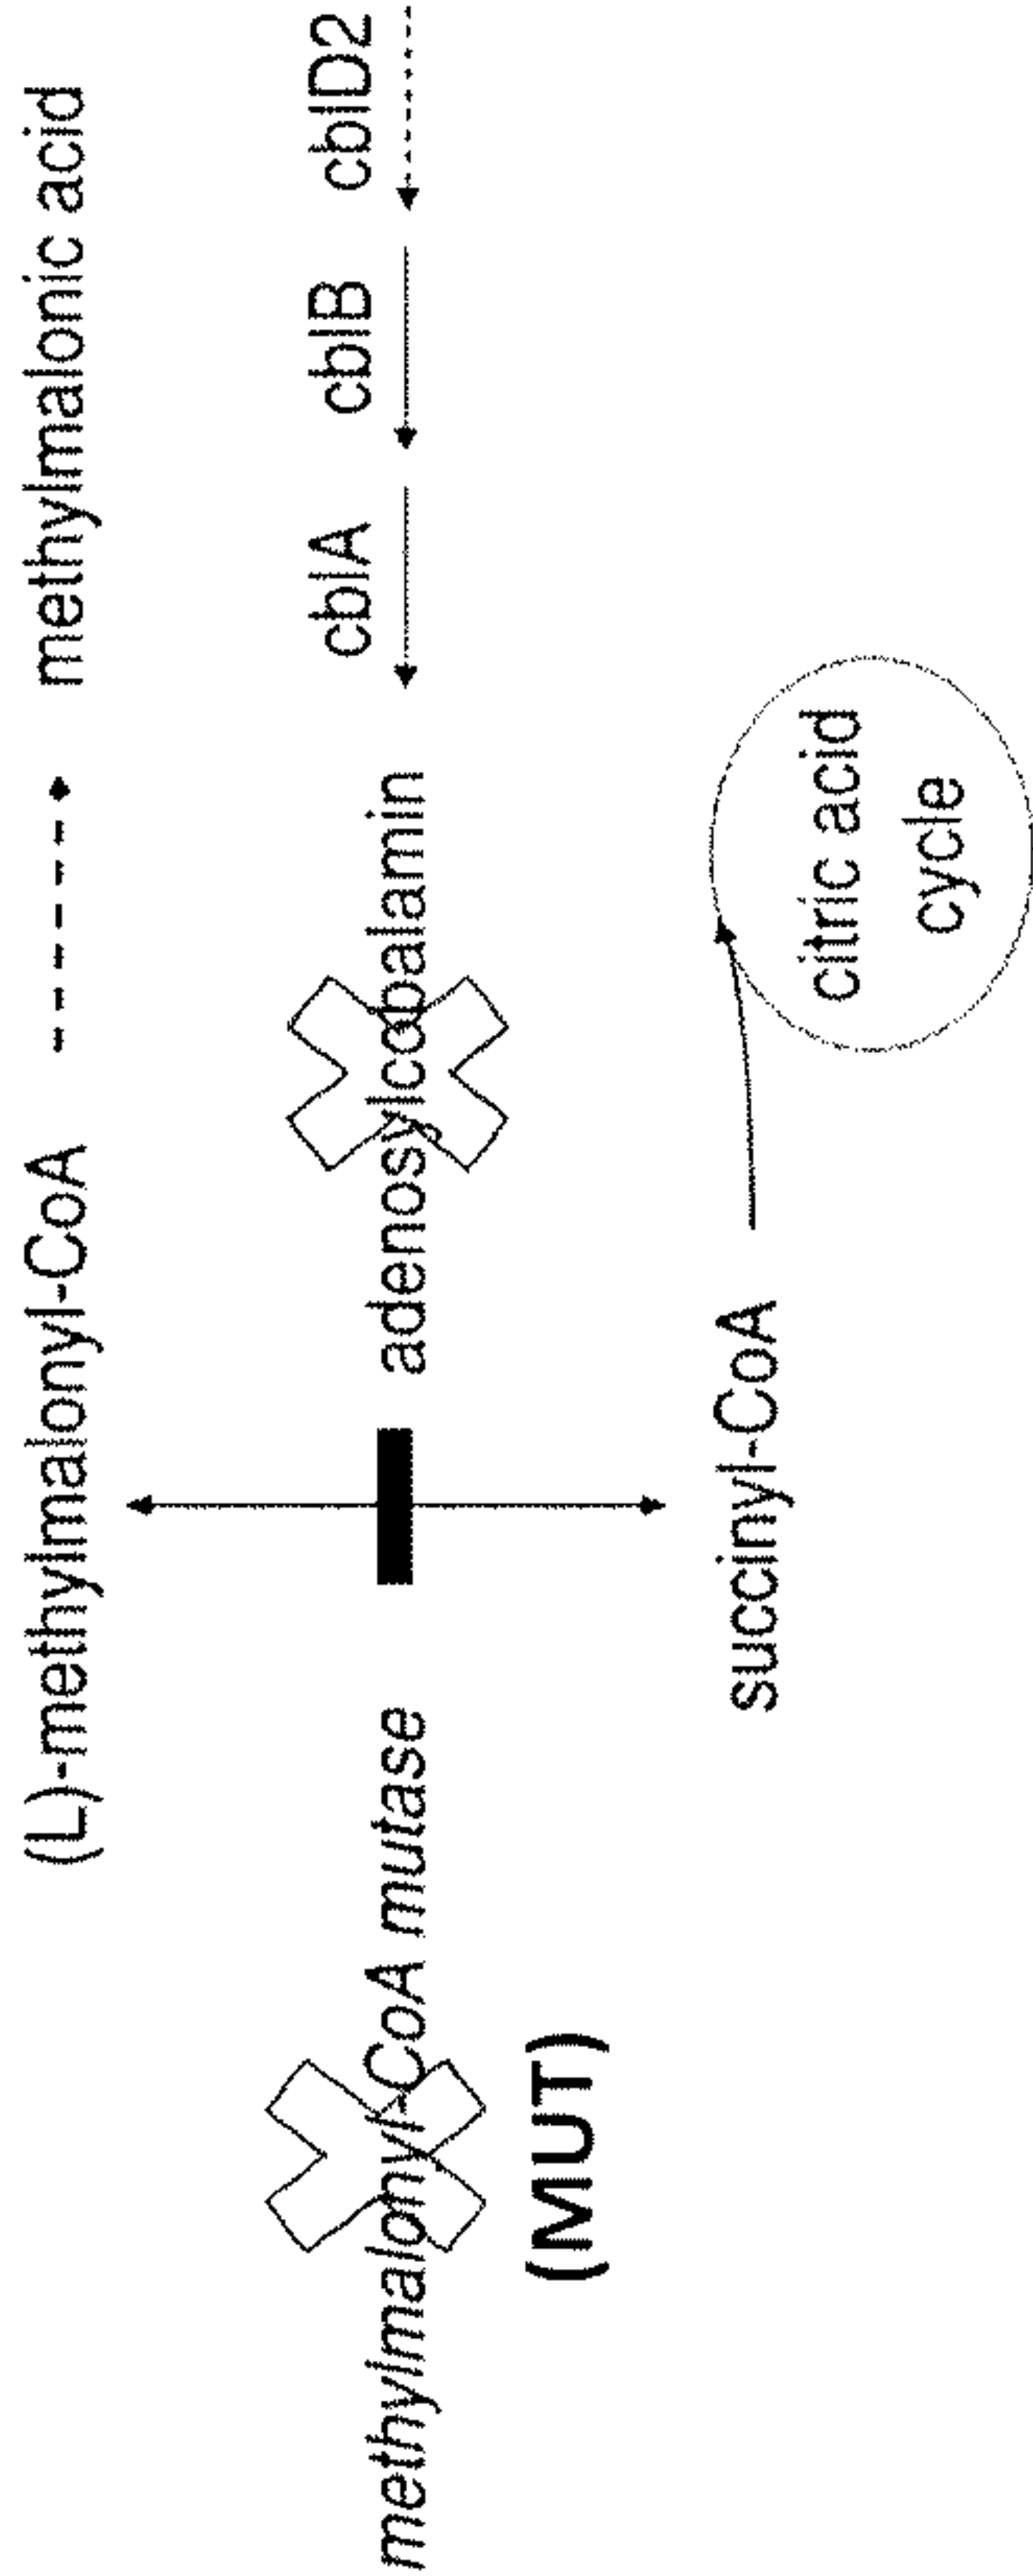 (L)-methylmalonyl-CoA
methylmalonic acid
methylmalonyl-CoA mutase
(MUT)
adenosylcobalamin
cblA
cblB
cblD2
succinyl-CoA
citric acid
cycle